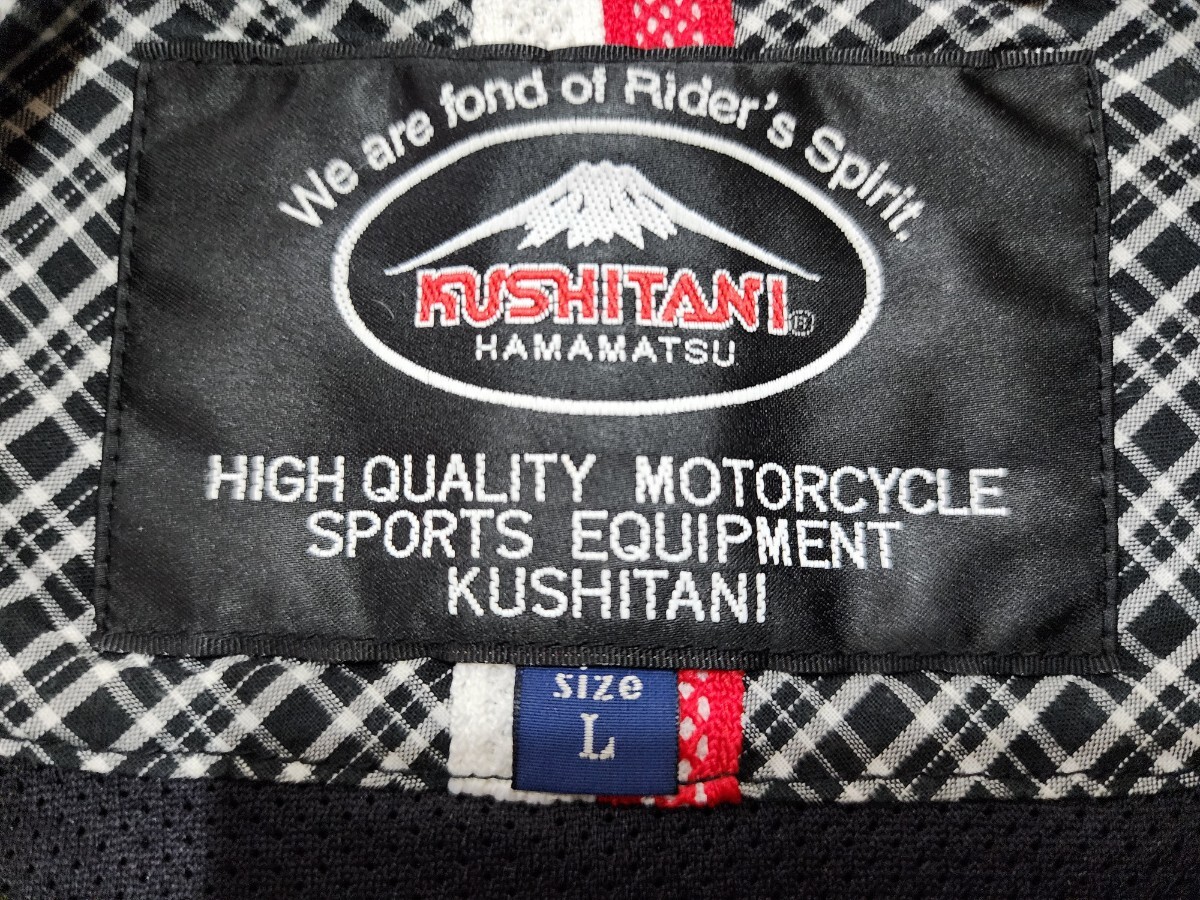 We are fond of Rider's Spirit.
KUSHITANI®
HAMAMATSU
HIGH QUALITY MOTORCYCLE
SPORTS EQUIPMENT
KUSHITANI
size
L